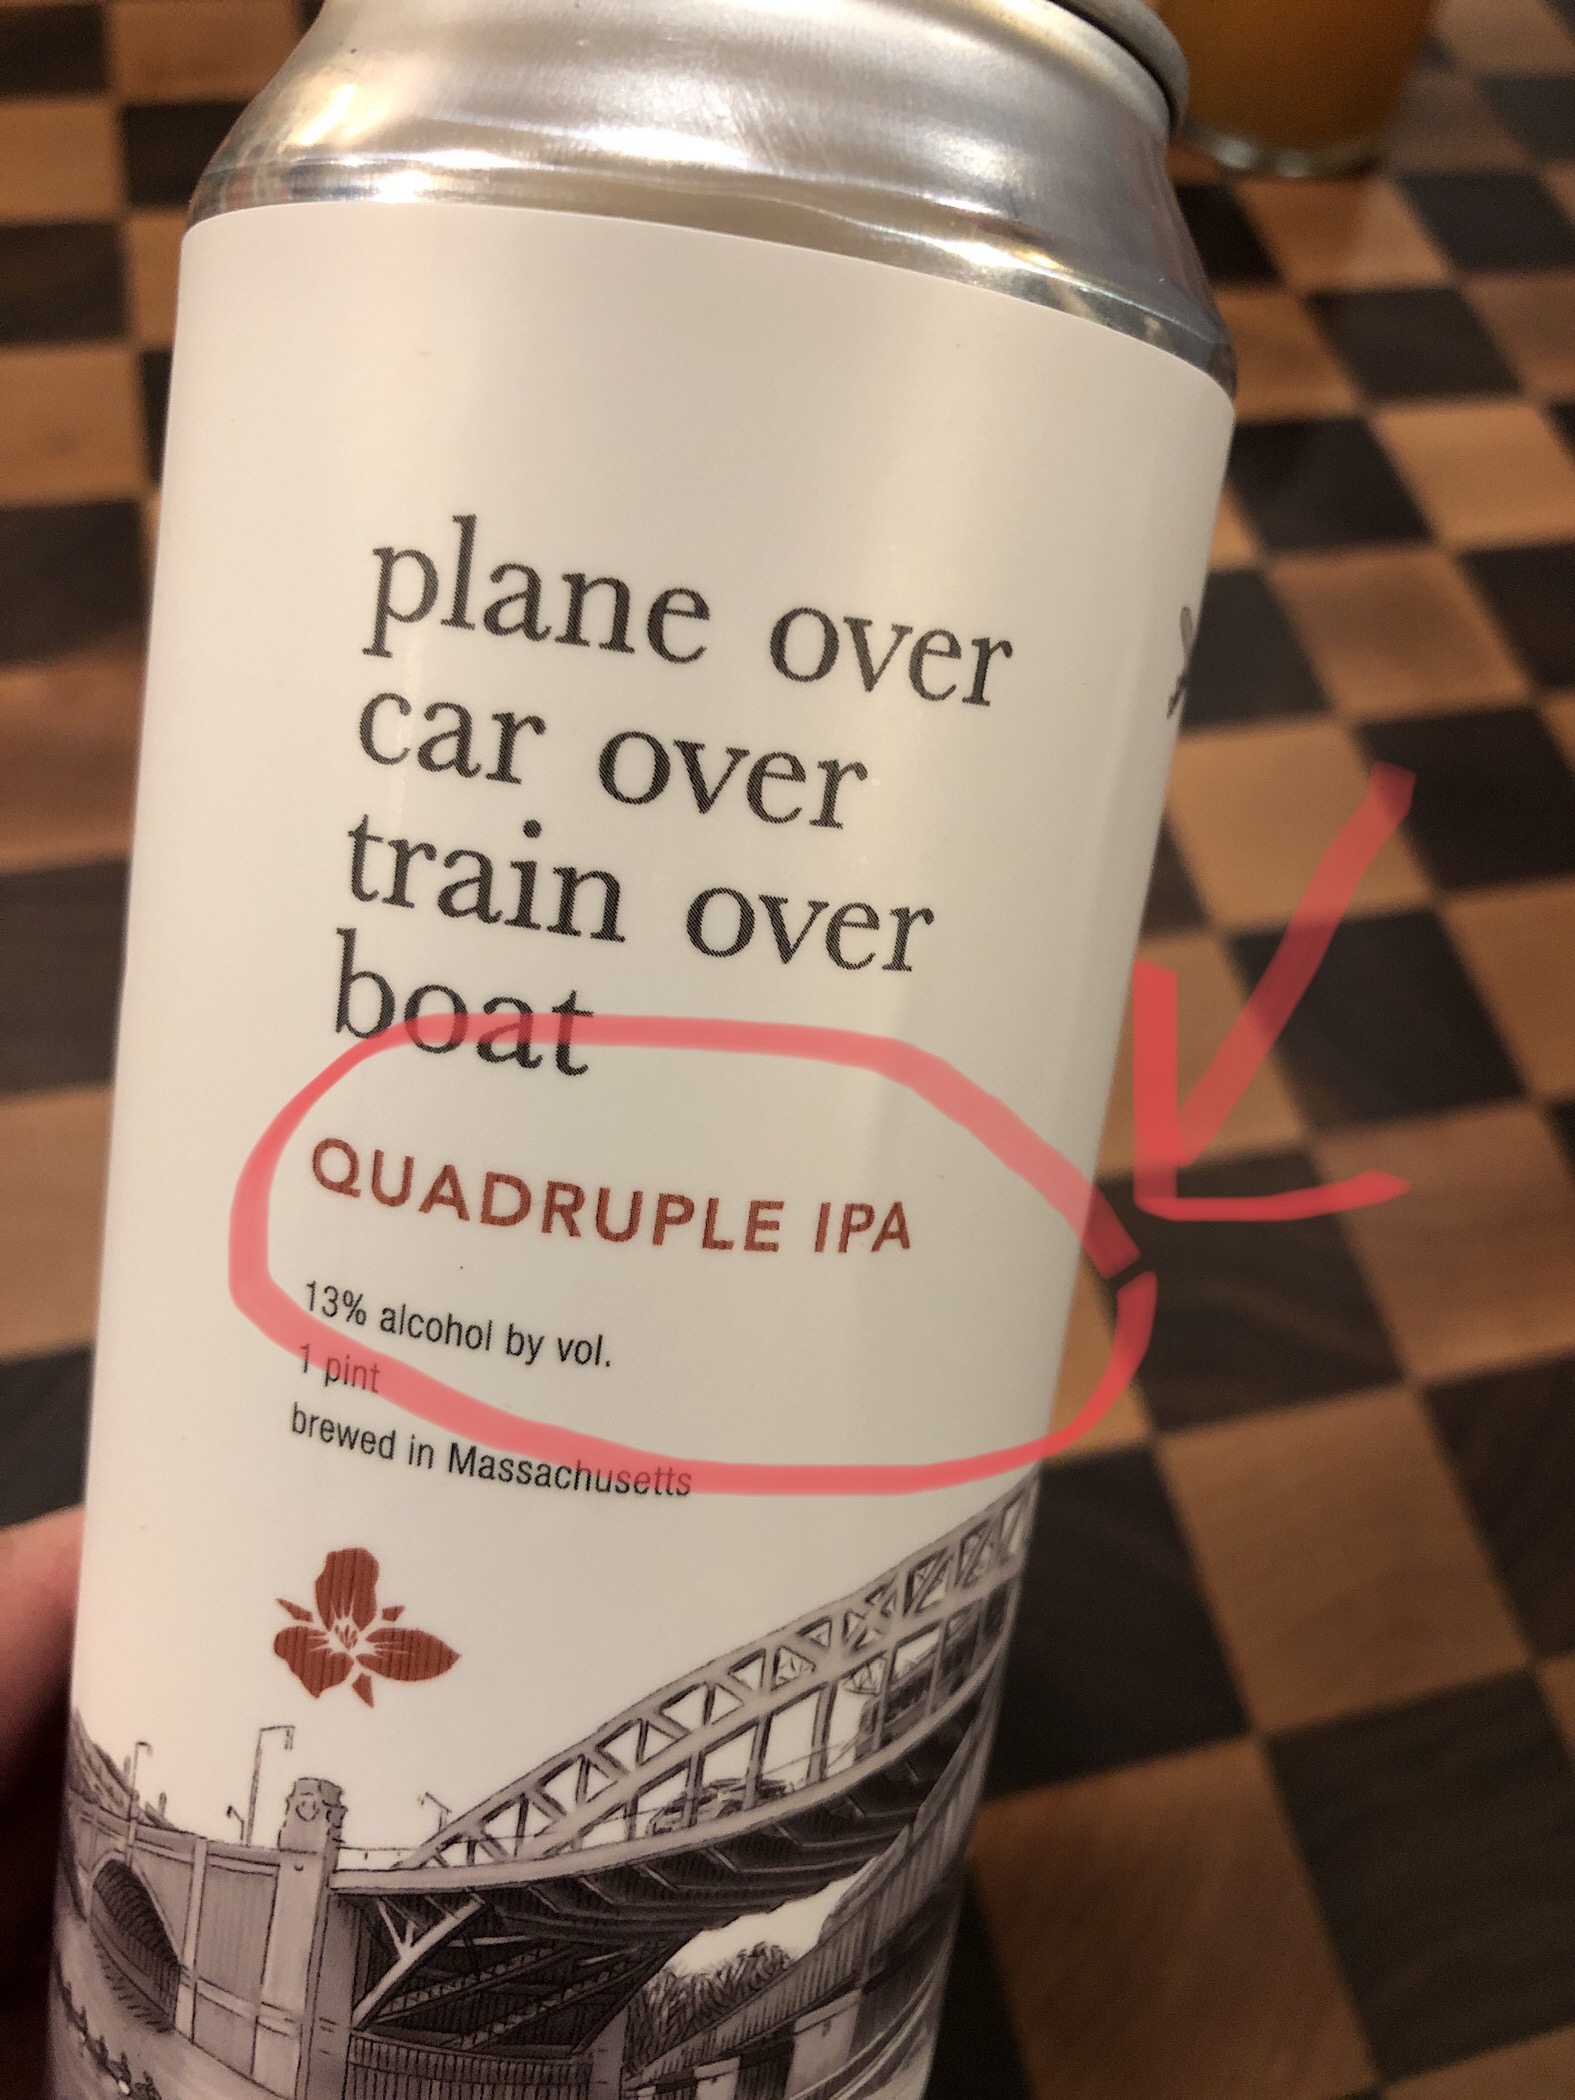 plane over
car over
train over
boat
QUADRUPLE IPA
13% alcohol by vol.
1 pint
brewed in Massachusetts